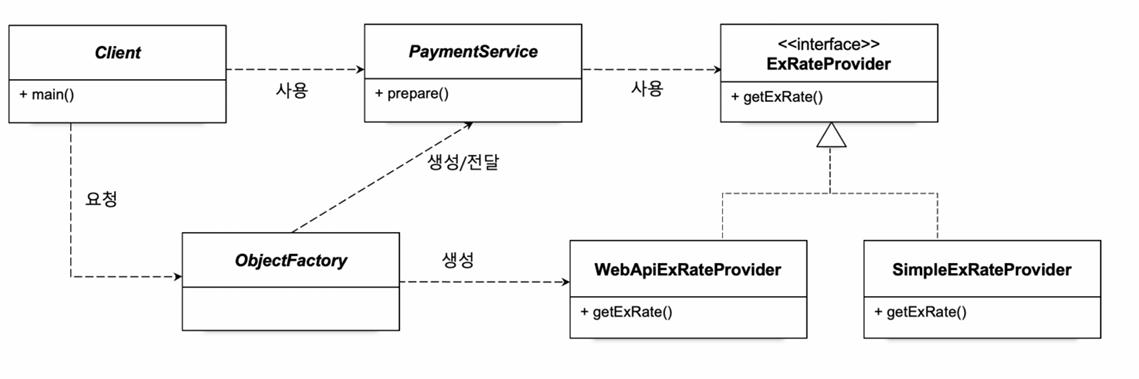 Client
+ main()
사용
PaymentService
+ prepare()
사용
<<interface>>
ExRateProvider
+ getExRate()
요청
생성/전달
ObjectFactory
생성
WebApiExRateProvider
+ getExRate()
SimpleExRateProvider
+ getExRate()